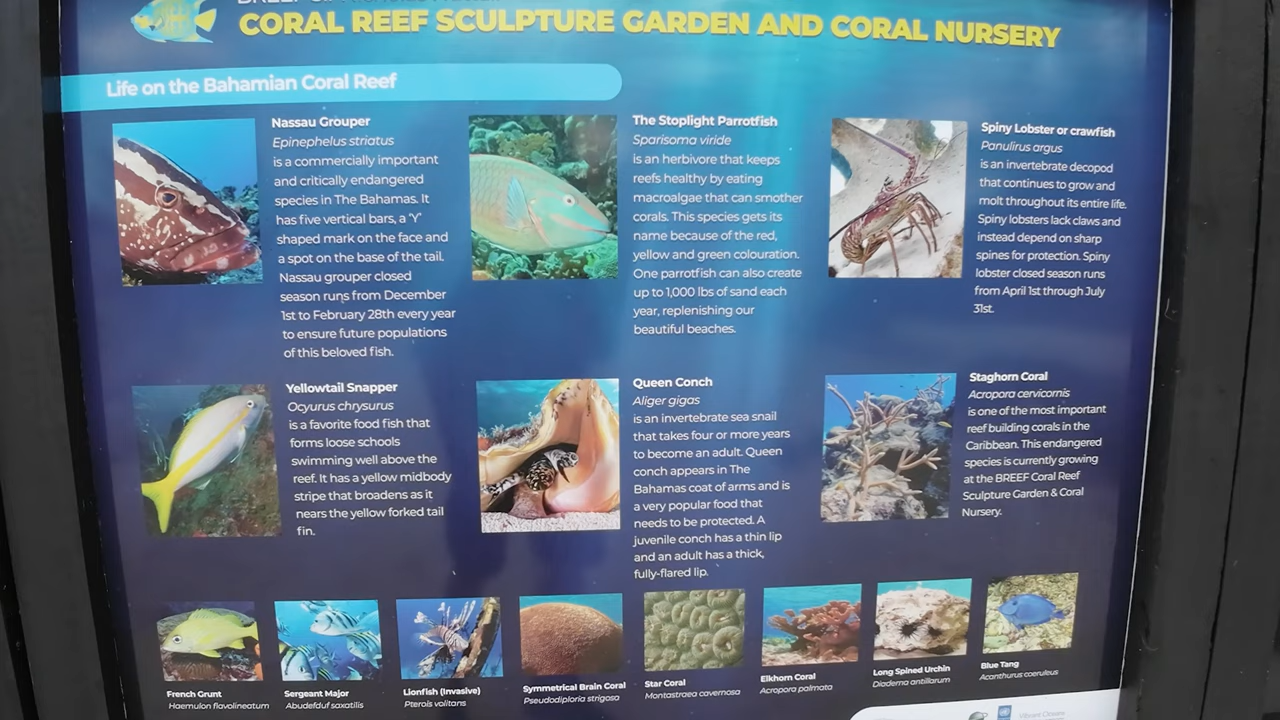 CORAL REEF SCULPTURE GARDEN AND CORAL NURSERY
Life on the Bahamian Coral Reef
Nassau Grouper
Epinephelus striatus
is a commercially important
and critically endangered
species in The Bahamas. It
has five vertical bars, a 'Y'
shaped mark on the face and
a spot on the base of the tail.
Nassau grouper closed
season runs from December
1st to February 28th every year
to ensure future populations
of this beloved fish.
The Stoplight Parrotfish
Sparisoma viride
is an herbivore that keeps
reefs healthy by eating
macroalgae that can smother
corals. This species gets its
name because of the red,
yellow and green colouration.
One parrotfish can also create
up to 1,000 lbs of sand each
year, replenishing our
beautiful beaches.
Spiny Lobster or crawfish
Panulirus argus
is an invertebrate decopod
that continues to grow and
molt throughout its entire life.
Spiny lobsters lack claws and
instead depend on sharp
spines for protection. Spiny
lobster closed season runs
from April 1st through July
31st.
Yellowtail Snapper
Ocyurus chrysurus
is a favorite food fish that
forms loose schools
swimming well above the
reef. It has a yellow midbody
stripe that broadens as it
nears the yellow forked tail
fin.
Queen Conch
Aliger gigas
is an invertebrate sea snail
that takes four or more years
to become an adult. Queen
conch appears in The
Bahamas coat of arms and is
a very popular food that
needs to be protected. A
juvenile conch has a thin lip
and an adult has a thick,
fully-flared lip.
Staghorn Coral
Acropora cervicornis
is one of the most important
reef building corals in the
Caribbean. This endangered
species is currently growing
at the BREEF Coral Reef
Sculpture Garden & Coral
Nursery.
French Grunt
Haemulon flavolineatum
Sergeant Major
Abudefduf saxatilis
Lionfish (Invasive)
Pterois volitans
Symmetrical Brain Coral
Pseudodiploria strigosa
Star Coral
Montastraea cavernosa
Elkhorn Coral
Acropora palmata
Long Spined Urchin
Diadema antillarum
Blue Tang
Acanthurus coeruleus